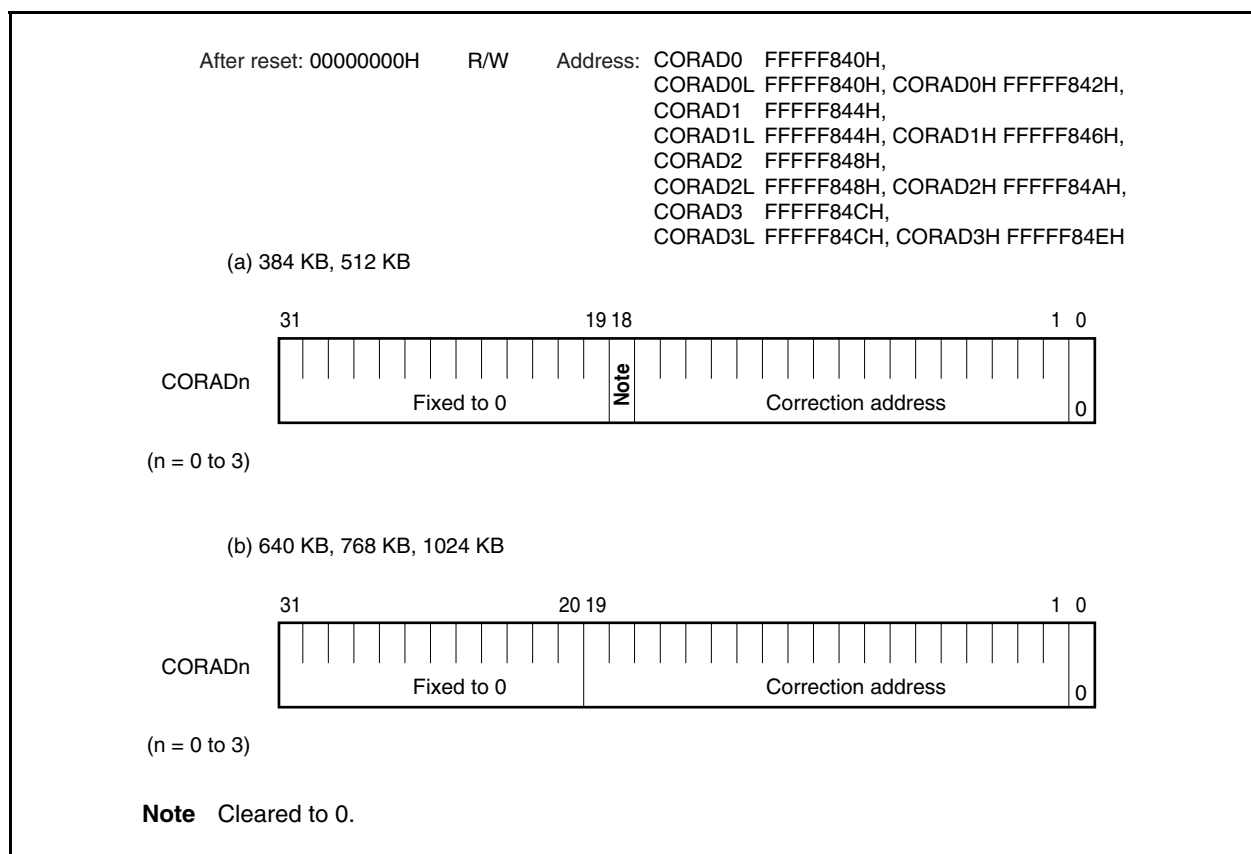 After reset: 00000000H R/W Address: CORAD0 FFFFF840H,
CORAD0L FFFFF840H, CORAD0H FFFFF842H,
CORAD1 FFFFF844H,
CORAD1L FFFFF844H, CORAD1H FFFFF846H,
CORAD2 FFFFF848H,
CORAD2L FFFFF848H, CORAD2H FFFFF84AH,
CORAD3 FFFFF84CH,
CORAD3L FFFFF84CH, CORAD3H FFFFF84EH
(a) 384 KB, 512 KB
31 19 18 1 0
CORADn Fixed to 0 Note Correction address 0
(n = 0 to 3)
(b) 640 KB, 768 KB, 1024 KB
31 20 19 1 0
CORADn Fixed to 0 Correction address 0
(n = 0 to 3)
Note Cleared to 0.